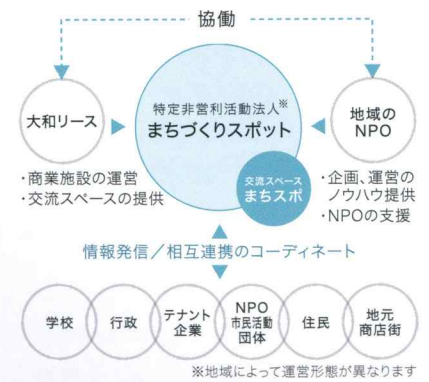 協働
特定非営利活動法人※
まちづくりスポット
大和リース
地域の
NPO
交流スペース
まちスポ
・商業施設の運営
・交流スペースの提供
・企画、運営の
ノウハウ提供
・NPOの支援
情報発信／相互連携のコーディネート
学校
行政
テナント
企業
NPO
市民活動
団体
住民
地元
商店街
※地域によって運営形態が異なります